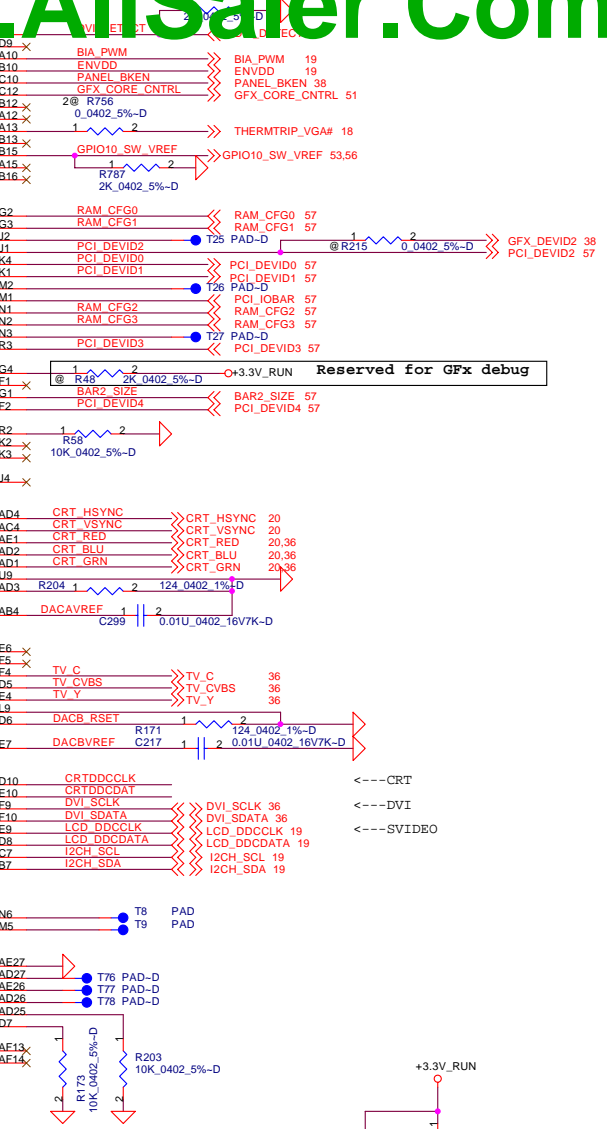 .AllSaler.Com
D9
A10 BIA_PWM BIA_PWM 19
B10 ENVDD ENVDD 19
C10 PANEL_BKEN PANEL_BKEN 38
C12 GFX_CORE_CNTRL GFX_CORE_CNTRL 51
B12 2@ R756
A12 0_0402_5%~D
A13 1 2 THERMTRIP_VGA# 18
B13
B15 GPIO10_SW_VREF GPIO10_SW_VREF 53,56
A15 1 2
B16 R787
2K_0402_5%~D
G2 RAM_CFG0 RAM_CFG0 57
G3 RAM_CFG1 RAM_CFG1 57
J2 T25 PAD~D 1 2 GFX_DEVID2 38
J1 PCI_DEVID2 @R215 0_0402_5%~D PCI_DEVID2 57
K4 PCI_DEVID0 PCI_DEVID0 57
K1 PCI_DEVID1 PCI_DEVID1 57
M2 T26 PAD~D
M1 PCI_IOBAR 57
N1 RAM_CFG2 RAM_CFG2 57
N2 RAM_CFG3 RAM_CFG3 57
N3 T27 PAD~D
R3 PCI_DEVID3 PCI_DEVID3 57
G4 1 2 +3.3V_RUN Reserved for GFx debug
F1 @ R48 2K_0402_5%~D
G1 BAR2_SIZE BAR2_SIZE 57
F2 PCI_DEVID4 PCI_DEVID4 57
R2 1 2
K2 R58
K3 10K_0402_5%~D
J4
AD4 CRT_HSYNC CRT_HSYNC 20
AC4 CRT_VSYNC CRT_VSYNC 20
AE1 CRT_RED CRT_RED 20,36
AD2 CRT_BLU CRT_BLU 20,36
AD1 CRT_GRN CRT_GRN 20,36
U9
AD3 R204 1 2 124_0402_1%~D
AB4 DACAVREF 1 2
C299 0.01U_0402_16V7K~D
E6
F5
F4 TV_C TV_C 36
D5 TV_CVBS TV_CVBS 36
E4 TV_Y TV_Y 36
L9
D6 DACB_RSET 1 2
R171 124_0402_1%~D
E7 DACBVREF C217 1 2 0.01U_0402_16V7K~D
D10 CRTDDCCLK <---CRT
E10 CRTDDCDAT
F9 DVI_SCLK DVI_SCLK 36 <---DVI
F10 DVI_SDATA DVI_SDATA 36
E9 LCD_DDCCLK LCD_DDCCLK 19 <---SVIDEO
D8 LCD_DDCDATA LCD_DDCDATA 19
C7 I2CH_SCL I2CH_SCL 19
B7 I2CH_SDA I2CH_SDA 19
N6 T8 PAD
M5 T9 PAD
AE27
AD27 T76 PAD~D
AE26 T77 PAD~D
AD26 T78 PAD~D
AD25
D7
AF13 1 1
AF14 R173 10K_0402_5%~D
R203
10K_0402_5%~D
2 2
+3.3V_RUN
1